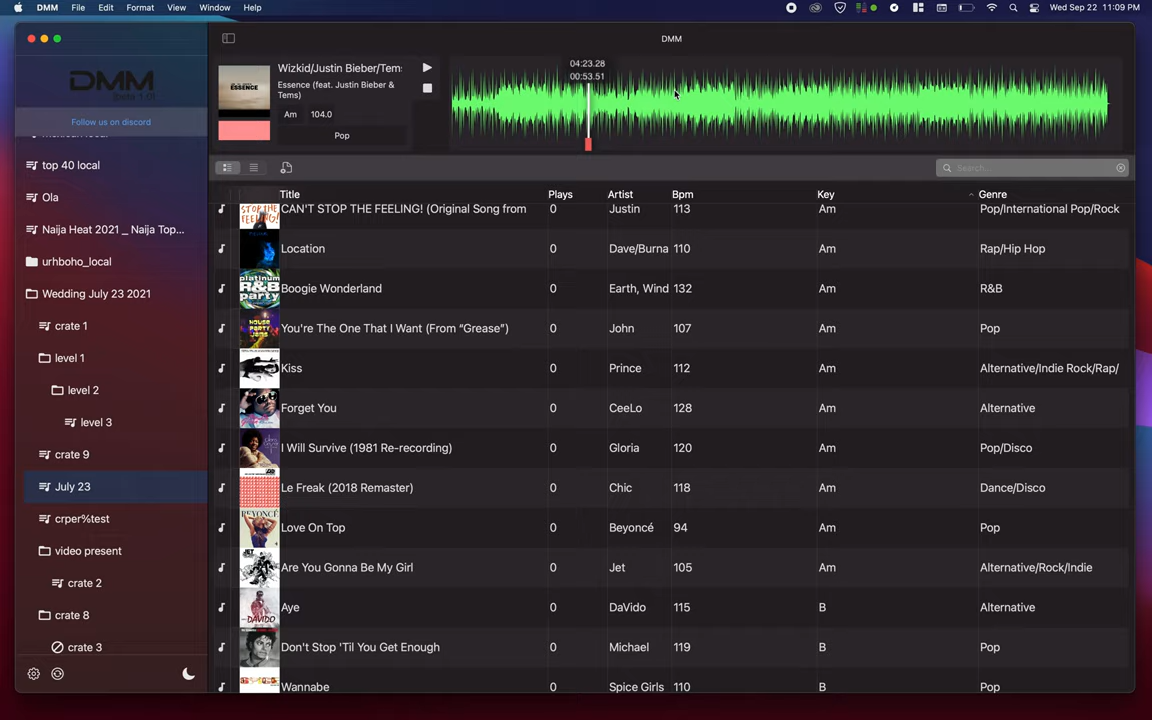 DMM File Edit Format View Window Help
Wed Sep 22 11:09 PM
DMM
DMM
[beta 1.0]
Follow us on discord
top 40 local
Ola
Naija Heat 2021 _ Naija Top...
urhboho_local
Wedding July 23 2021
crate 1
level 1
level 2
level 3
crate 9
July 23
crper%test
video present
crate 2
crate 8
crate 3
ESSENCE
Wizkid/Justin Bieber/Tems
Essence (feat. Justin Bieber &
Tems)
Am 104.0
Pop
04:23.28
00:53.51
Search...
Title Plays Artist Bpm Key Genre
CAN'T STOP THE FEELING! (Original Song from 0 Justin 113 Am Pop/International Pop/Rock
Location 0 Dave/Burna 110 Am Rap/Hip Hop
Boogie Wonderland 0 Earth, Wind 132 Am R&B
You're The One That I Want (From “Grease”) 0 John 107 Am Pop
Kiss 0 Prince 112 Am Alternative/Indie Rock/Rap/
Forget You 0 CeeLo 128 Am Alternative
I Will Survive (1981 Re-recording) 0 Gloria 120 Am Pop/Disco
Le Freak (2018 Remaster) 0 Chic 118 Am Dance/Disco
Love On Top 0 Beyoncé 94 Am Pop
Are You Gonna Be My Girl 0 Jet 105 Am Alternative/Rock/Indie
Aye 0 DaVido 115 B Alternative
Don't Stop 'Til You Get Enough 0 Michael 119 B Pop
Wannabe 0 Spice Girls 110 B Pop